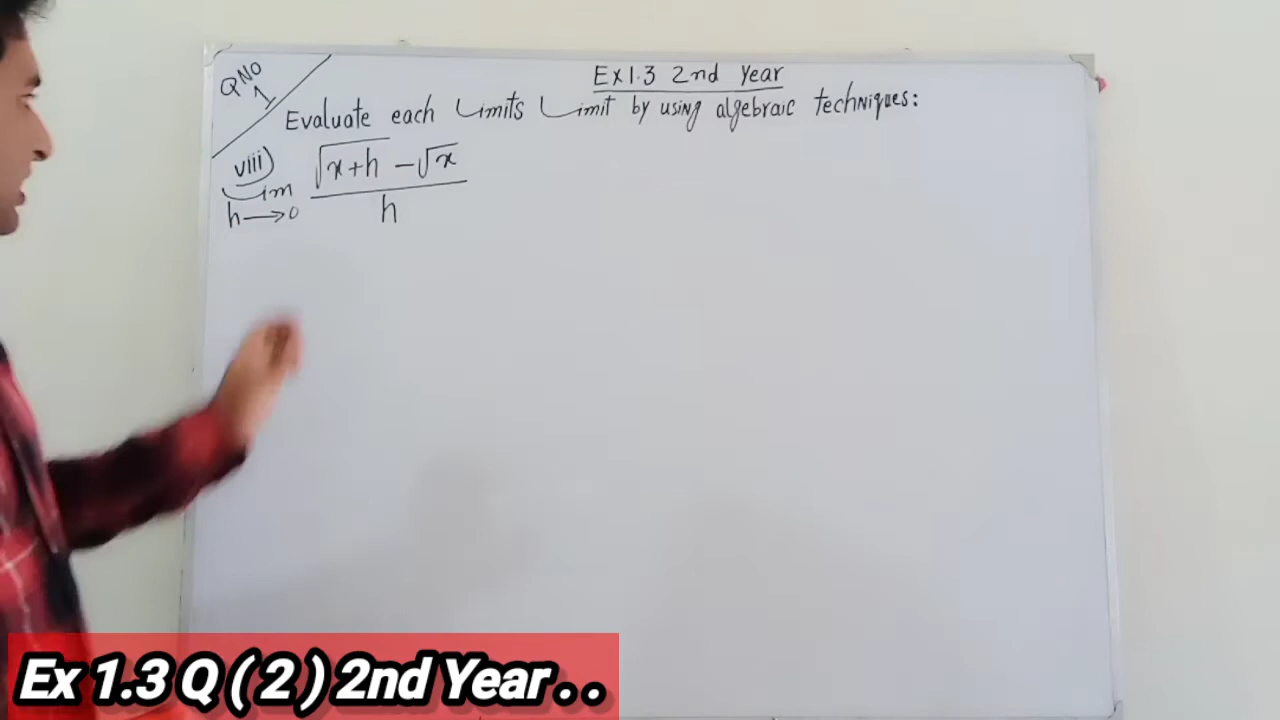 Ex1.3 2nd Year
QNO 1
Evaluate each Limits Limit by using algebraic techniques:
viii)
Lim h→0 √x+h − √x / h
Ex 1.3 Q ( 2 ) 2nd Year . .